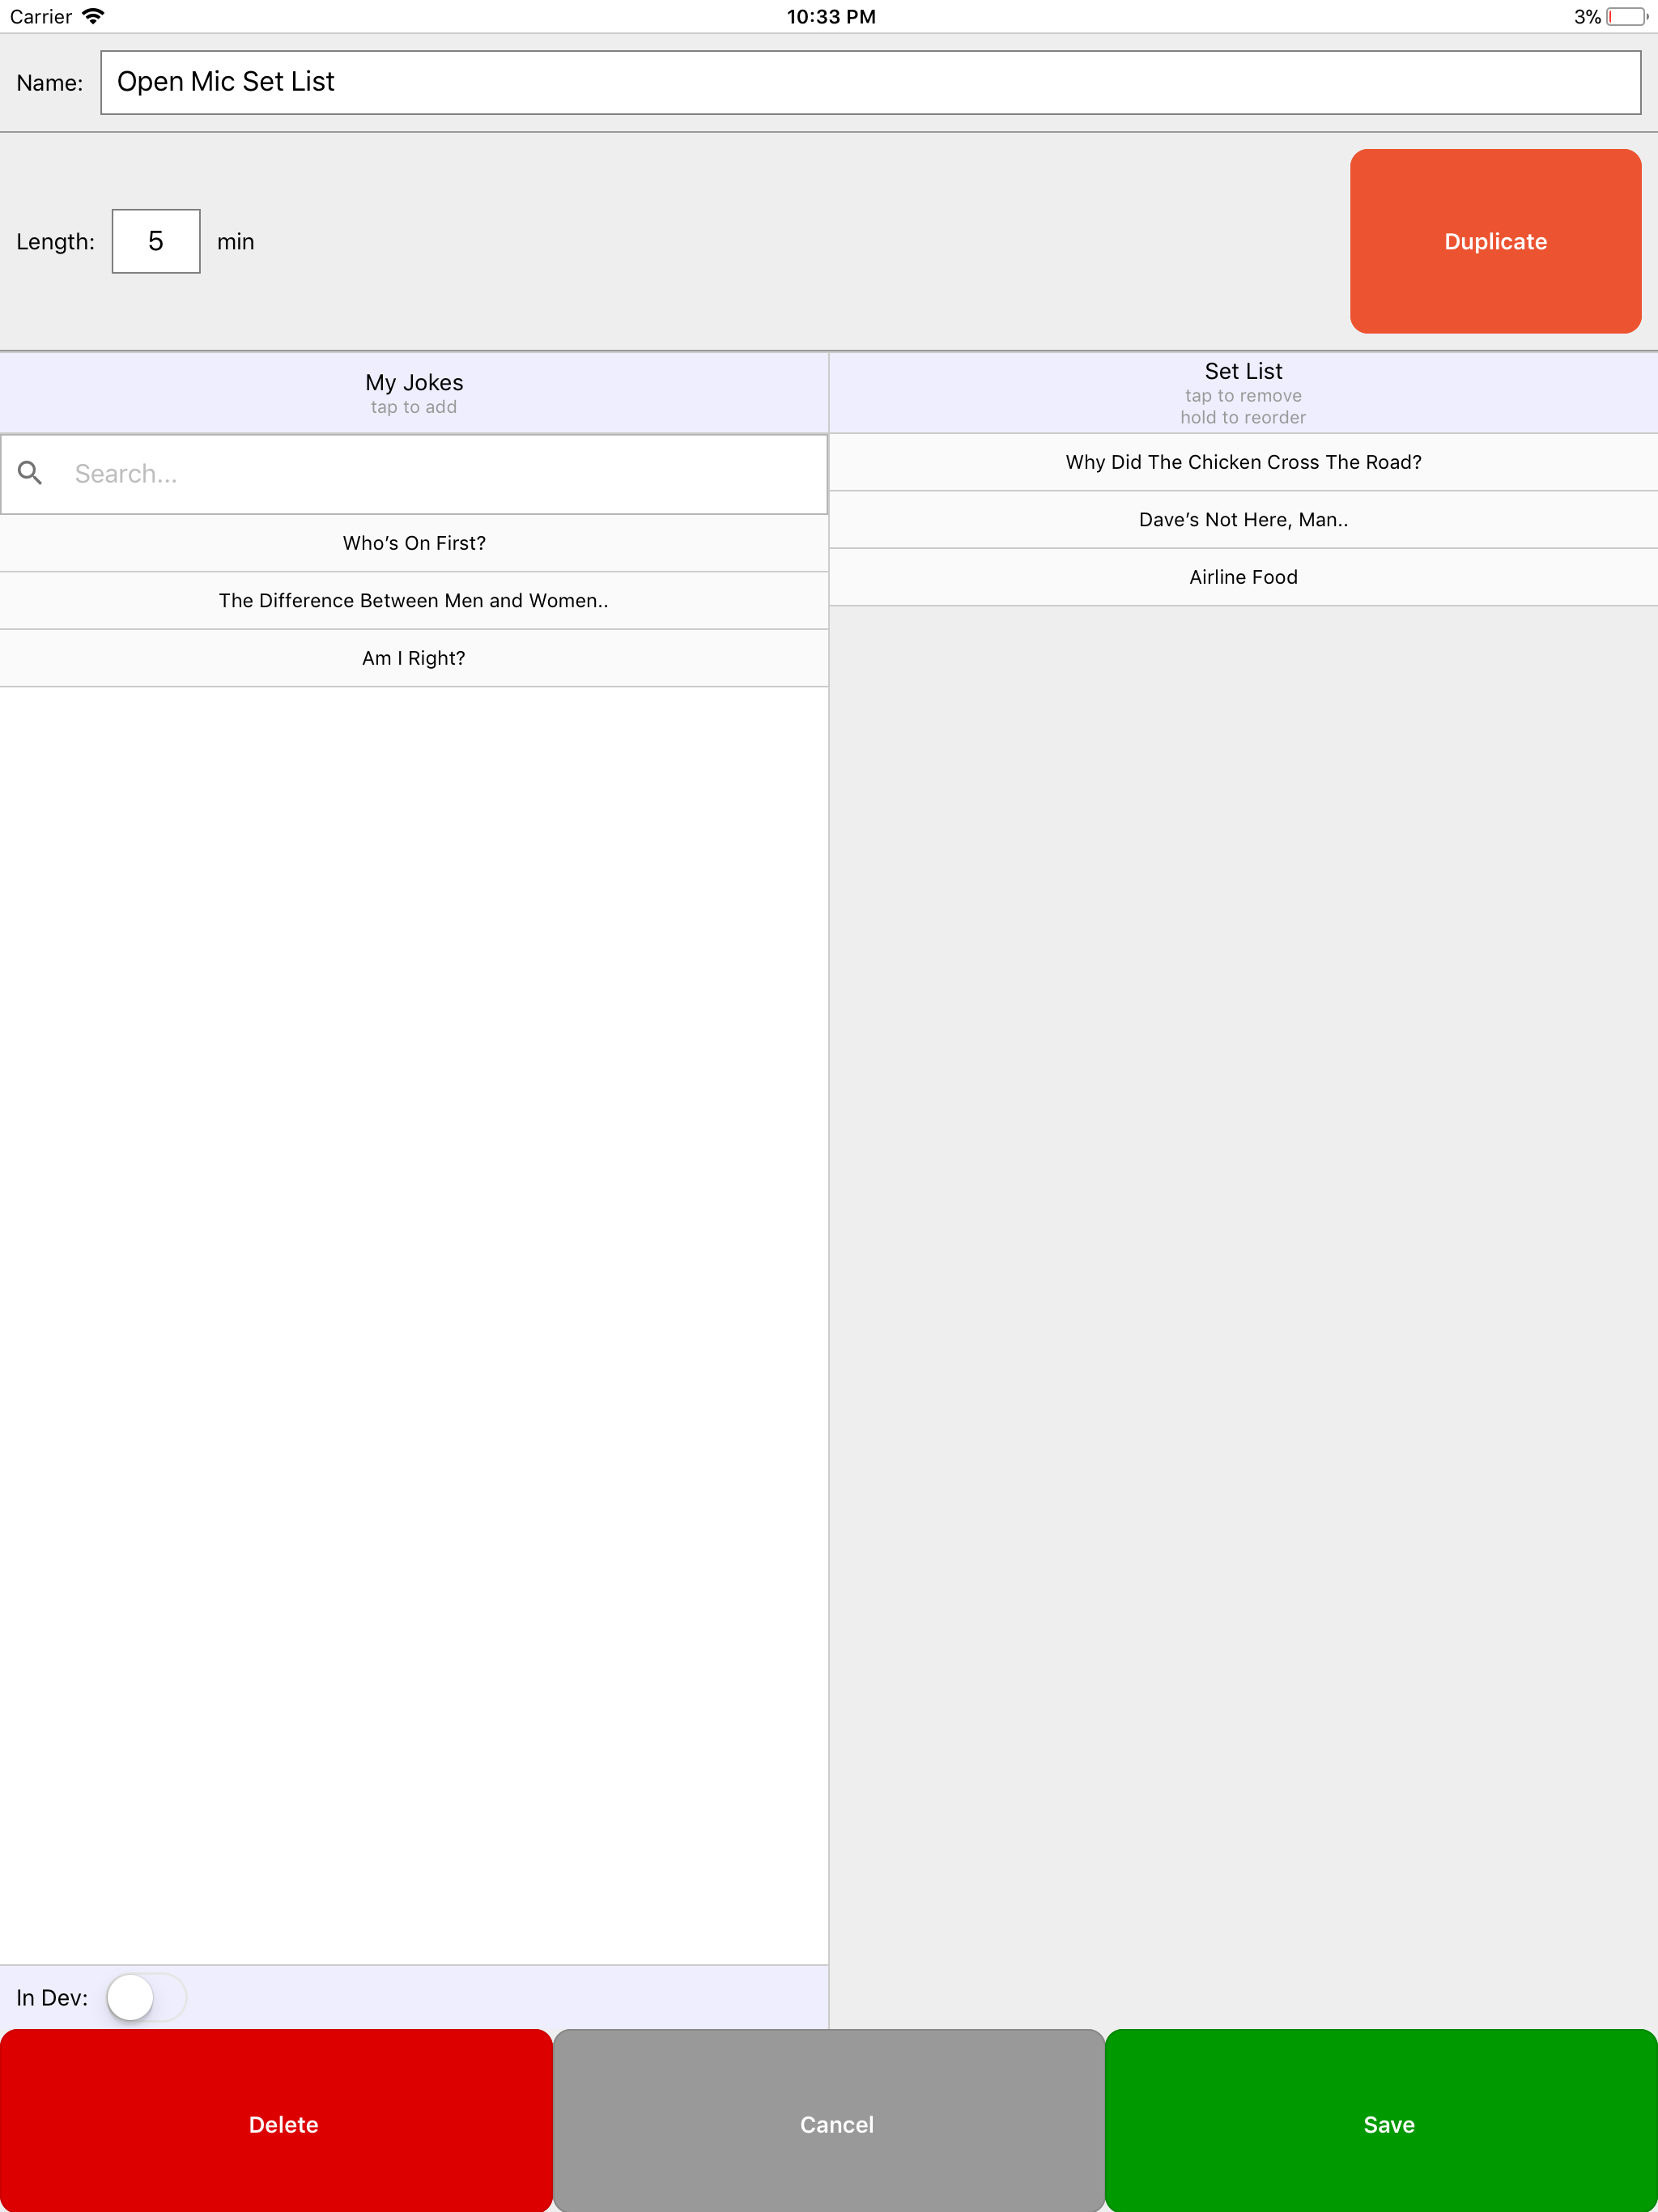 Carrier
10:33 PM
3%
Name:
Open Mic Set List
Length:
5
min
Duplicate
My Jokes
tap to add
Set List
tap to remove
hold to reorder
Search...
Who’s On First?
The Difference Between Men and Women..
Am I Right?
Why Did The Chicken Cross The Road?
Dave’s Not Here, Man..
Airline Food
In Dev:
Delete
Cancel
Save